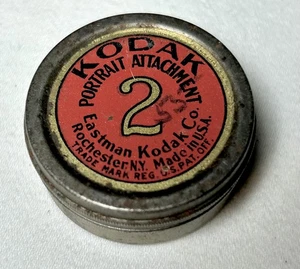 KODAK
PORTRAIT ATTACHMENT
2
Eastman Kodak Co.
Rochester N.Y. Made in U.S.A.
TRADE MARK REG. U.S. PAT. OFF.